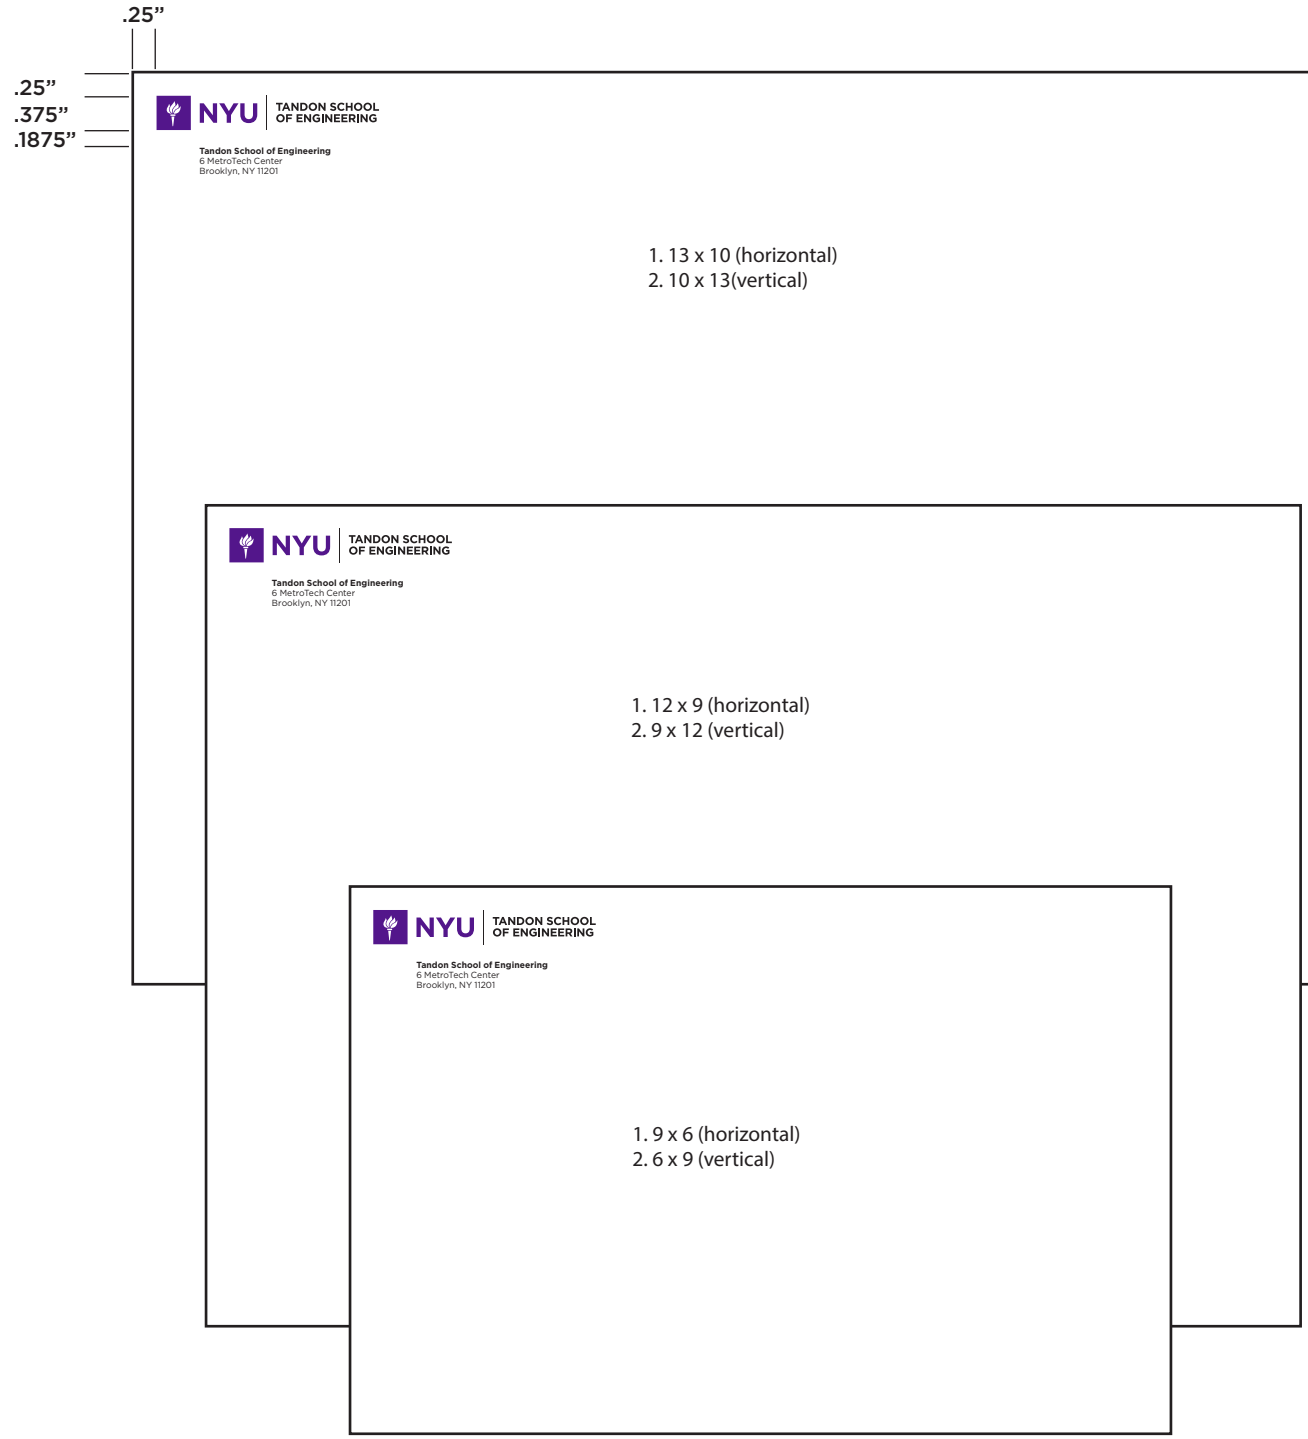 .25”
.25”
.375”
.1875”
NYU
TANDON SCHOOL
OF ENGINEERING
Tandon School of Engineering
6 MetroTech Center
Brooklyn, NY 11201
1. 13 x 10 (horizontal)
2. 10 x 13(vertical)
NYU
TANDON SCHOOL
OF ENGINEERING
Tandon School of Engineering
6 MetroTech Center
Brooklyn, NY 11201
1. 12 x 9 (horizontal)
2. 9 x 12 (vertical)
NYU
TANDON SCHOOL
OF ENGINEERING
Tandon School of Engineering
6 MetroTech Center
Brooklyn, NY 11201
1. 9 x 6 (horizontal)
2. 6 x 9 (vertical)